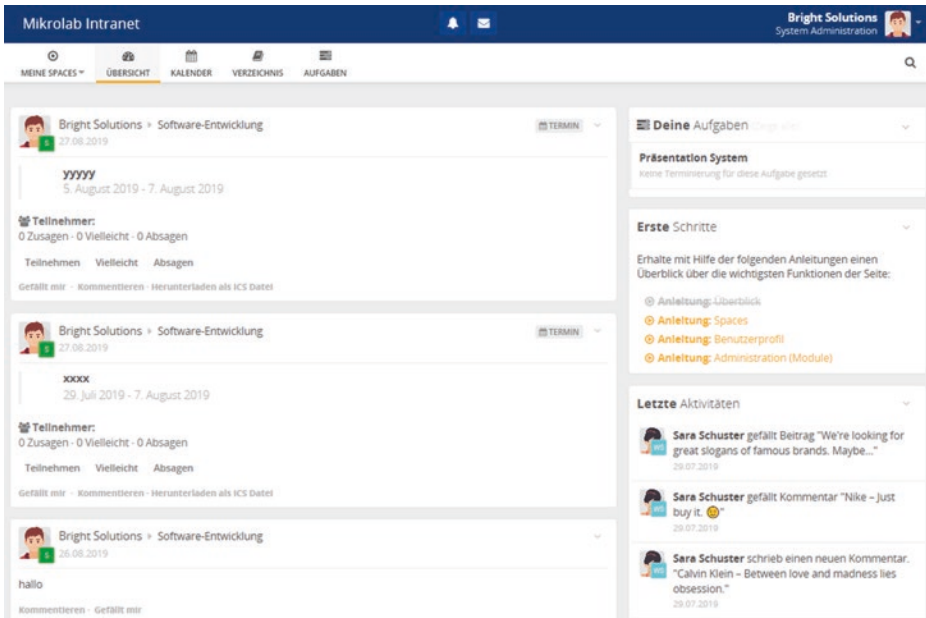 Mikrolab Intranet
Bright Solutions
System Administration
MEINE SPACES
ÜBERSICHT
KALENDER
VERZEICHNIS
AUFGABEN
Bright Solutions
Software-Entwicklung
TERMIN
S
27.08.2019
yyyyy
5. August 2019 - 7. August 2019
Teilnehmer:
0 Zusagen · 0 Vielleicht · 0 Absagen
Teilnehmen Vielleicht Absagen
Gefällt mir · Kommentieren · Herunterladen als ICS Datei
Bright Solutions
Software-Entwicklung
TERMIN
S
27.08.2019
xxxx
29. Juli 2019 - 7. August 2019
Teilnehmer:
0 Zusagen · 0 Vielleicht · 0 Absagen
Teilnehmen Vielleicht Absagen
Gefällt mir · Kommentieren · Herunterladen als ICS Datei
Bright Solutions
Software-Entwicklung
S
26.08.2019
hallo
Kommentieren · Gefällt mir
Deine Aufgaben
Präsentation System
Keine Terminierung für diese Aufgabe gesetzt
Erste Schritte
Erhalte mit Hilfe der folgenden Anleitungen einen
Überblick über die wichtigsten Funktionen der Seite:
Anleitung: Überblick
Anleitung: Spaces
Anleitung: Benutzerprofil
Anleitung: Administration (Module)
Letzte Aktivitäten
Sara Schuster gefällt Beitrag "We're looking for
great slogans of famous brands. Maybe..."
WS
29.07.2019
Sara Schuster gefällt Kommentar "Nike – Just
buy it. 😉"
WS
29.07.2019
Sara Schuster schrieb einen neuen Kommentar.
"Calvin Klein – Between love and madness lies
obsession."
WS
29.07.2019